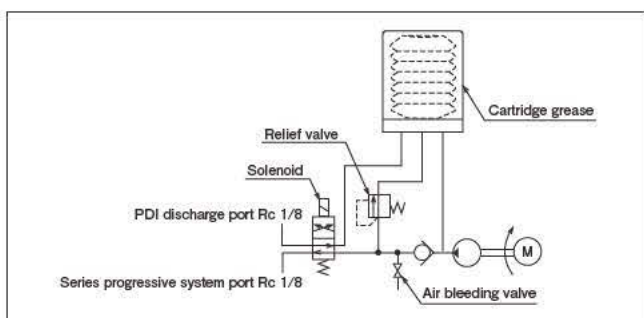 Cartridge grease
Relief valve
Solenoid
PDI discharge port Rc 1/8
M
Series progressive system port Rc 1/8
Air bleeding valve